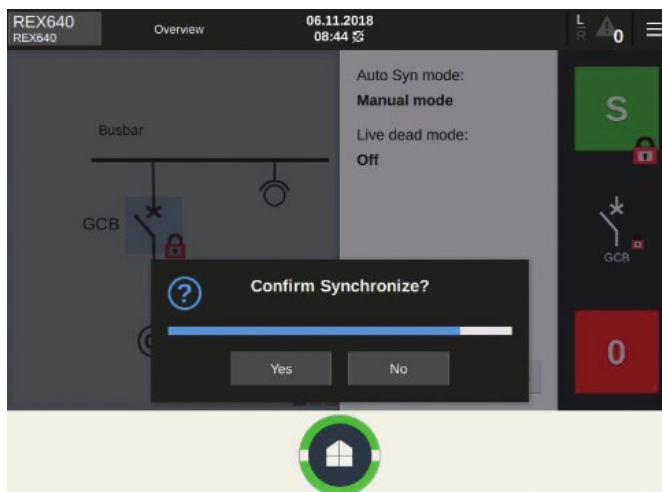 REX640
REX640
Overview
06.11.2018
08:44
L
R
0
Auto Syn mode:
Manual mode
Live dead mode:
Off
Busbar
GCB
S
GCB
0
Confirm Synchronize?
Yes
No